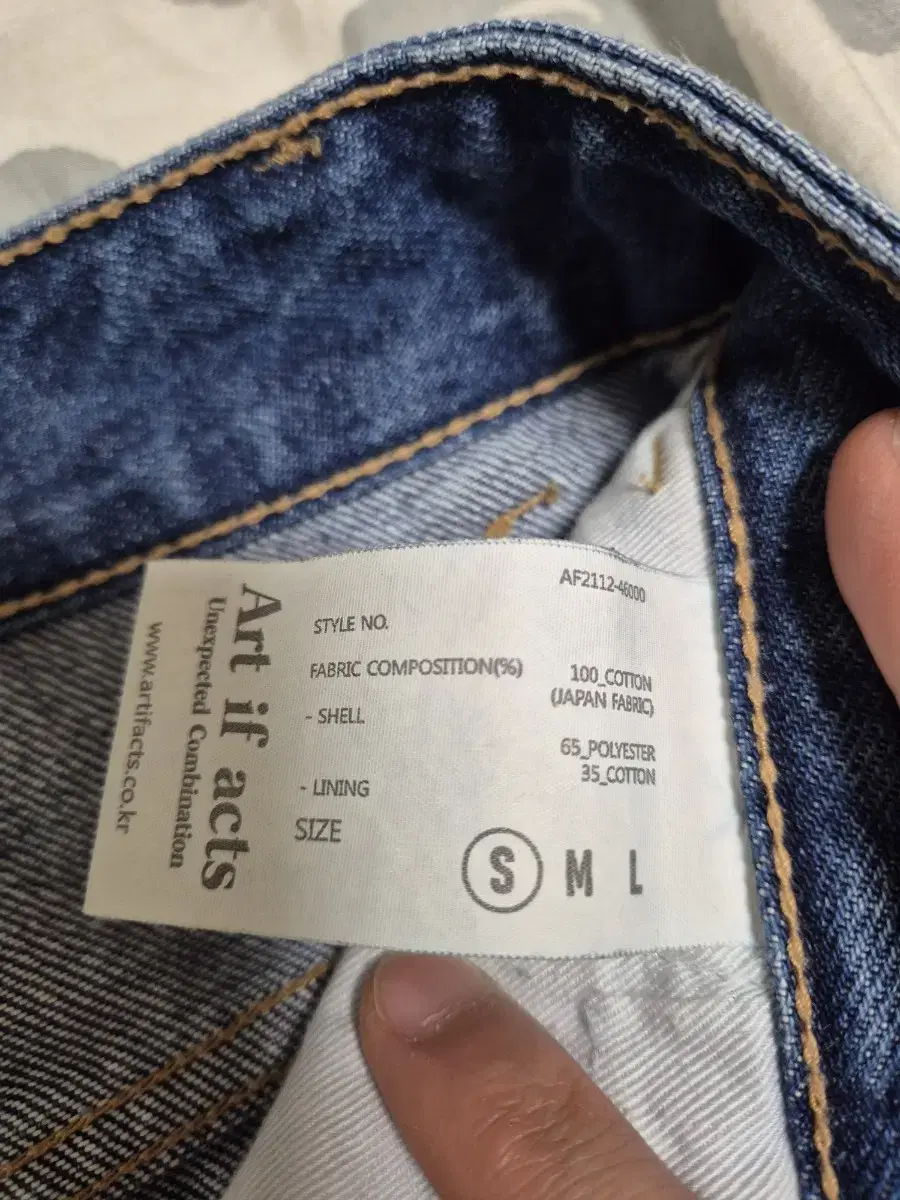 Art if acts
Unexpected Combination
www.artifacts.co.kr
STYLE NO. AF2112-46000
FABRIC COMPOSITION(%)
- SHELL 100_COTTON
(JAPAN FABRIC)
- LINING 65_POLYESTER
35_COTTON
SIZE S M L